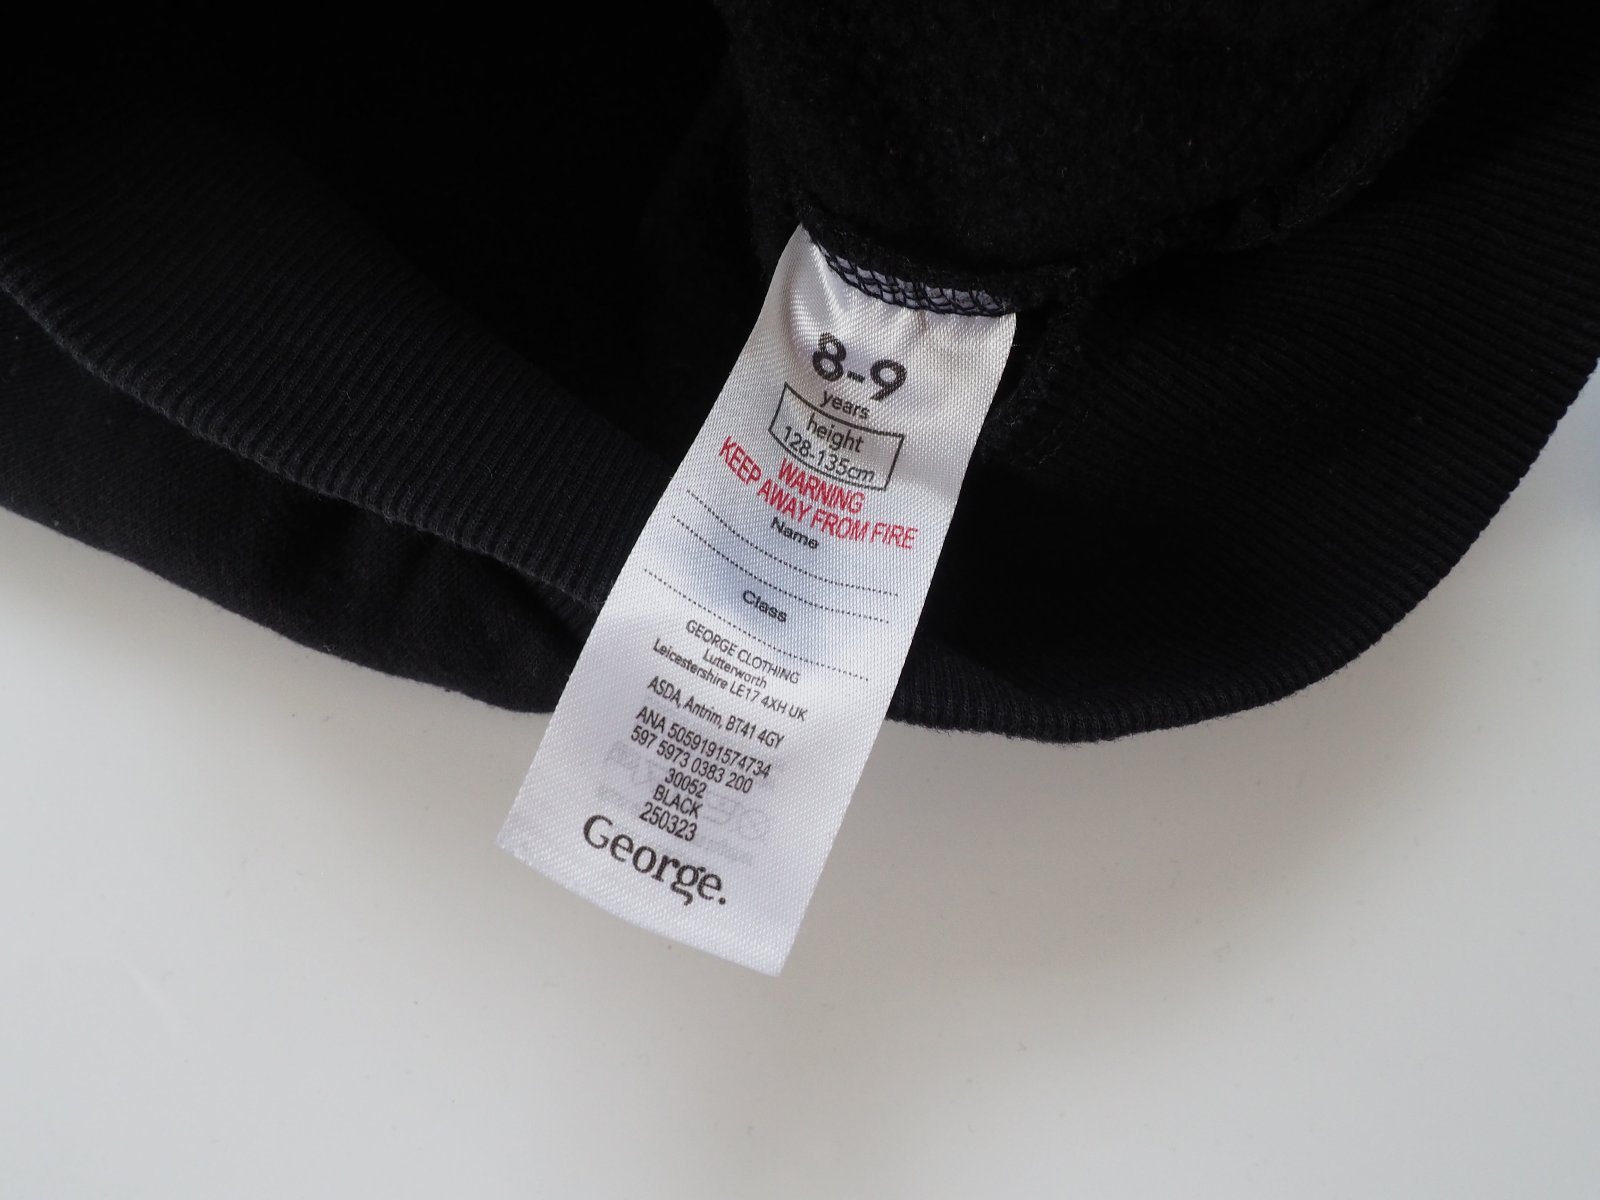 8-9
years
height
128-135cm
WARNING
KEEP AWAY FROM FIRE
Name
Class
GEORGE CLOTHING
Lutterworth
Leicestershire LE17 4XH UK
ASDA, Antrim, BT41 4GY
ANA 5059191574734
597 5973 0383 200
30052
BLACK
250323
George.